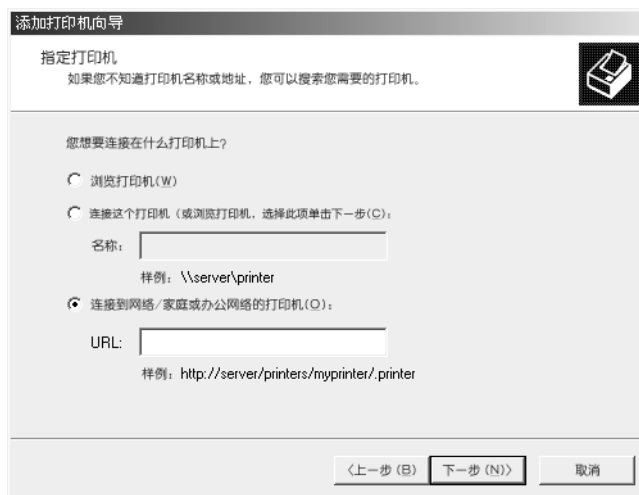 添加打印机向导
指定打印机
如果您不知道打印机名称或地址，您可以搜索您需要的打印机。
您想要连接在什么打印机上？
浏览打印机(W)
连接这个打印机（或浏览打印机，选择此项单击下一步(C)：
名称：
样例：\\server\printer
连接到网络/家庭或办公网络的打印机(O)：
URL:
样例：http://server/printers/myprinter/.printer
〈上一步(B) 下一步(N)〉 取消